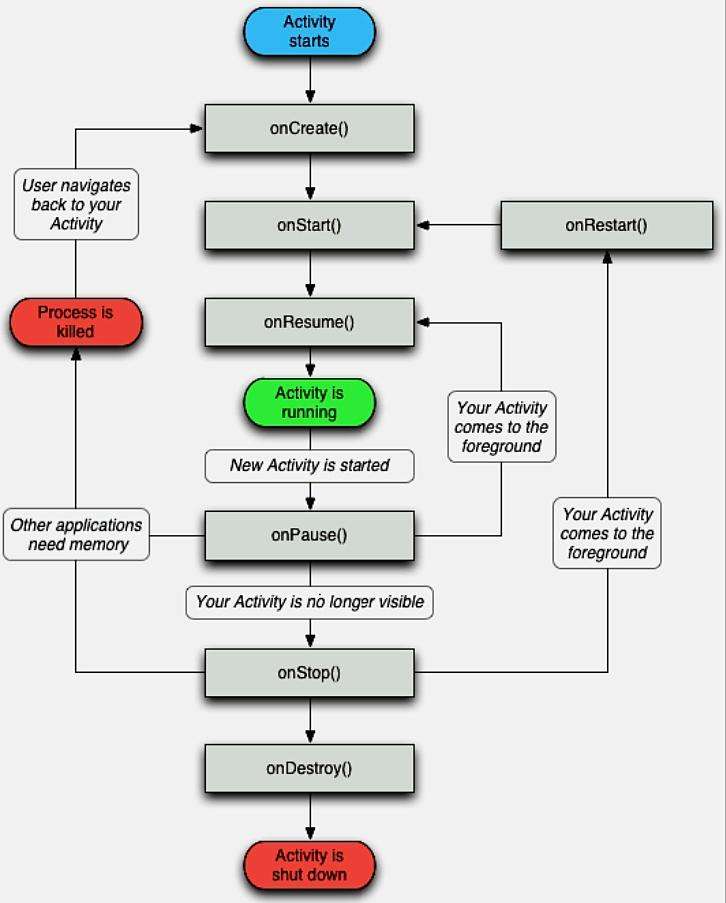 Activity
starts
onCreate()
User navigates
back to your
Activity
onStart()
onRestart()
Process is
killed
onResume()
Activity is
running
Your Activity
comes to the
foreground
New Activity is started
Other applications
need memory
onPause()
Your Activity
comes to the
foreground
Your Activity is no longer visible
onStop()
onDestroy()
Activity is
shut down